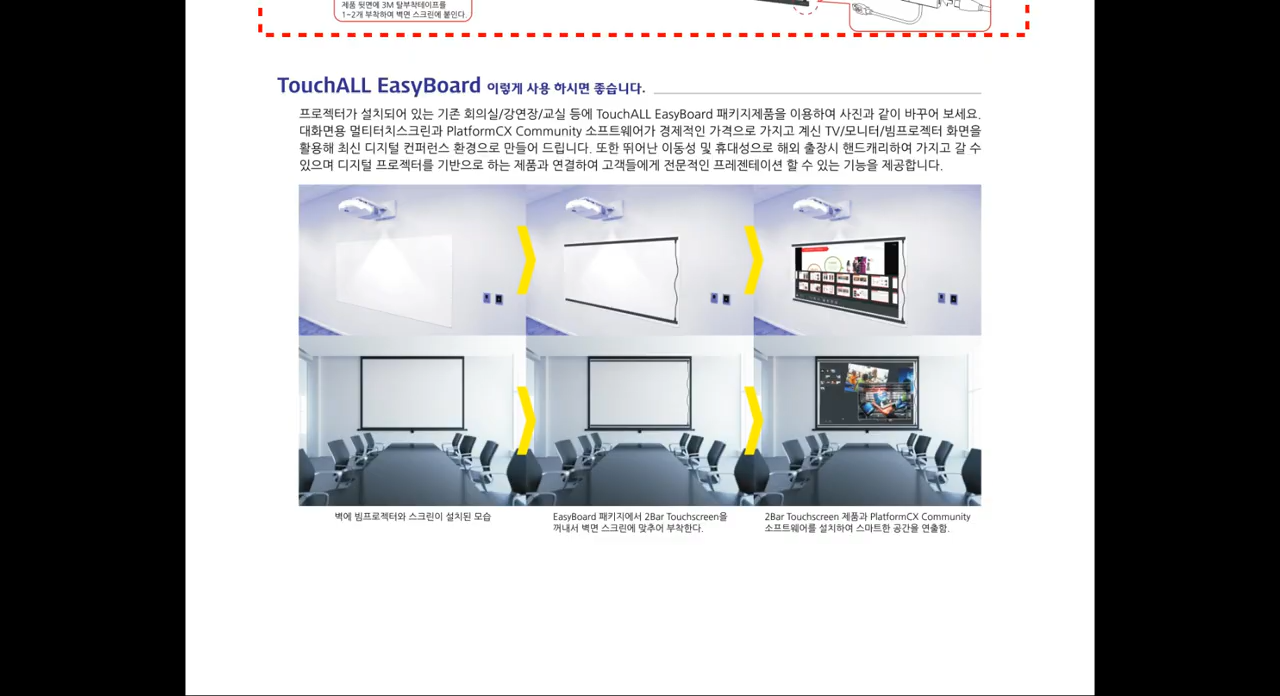 제품 뒷면에 3M 탈부착테이프를
1~2개 부착하여 벽면 스크린에 붙인다.
TouchALL EasyBoard 이렇게 사용 하시면 좋습니다.
프로젝터가 설치되어 있는 기존 회의실/강연장/교실 등에 TouchALL EasyBoard 패키지제품을 이용하여 사진과 같이 바꾸어 보세요.
대화면용 멀티터치스크린과 PlatformCX Community 소프트웨어가 경제적인 가격으로 가지고 계신 TV/모니터/빔프로젝터 화면을
활용해 최신 디지털 컨퍼런스 환경으로 만들어 드립니다. 또한 뛰어난 이동성 및 휴대성으로 해외 출장시 핸드캐리하여 가지고 갈 수
있으며 디지털 프로젝터를 기반으로 하는 제품과 연결하여 고객들에게 전문적인 프레젠테이션 할 수 있는 기능을 제공합니다.
벽에 빔프로젝터와 스크린이 설치된 모습
EasyBoard 패키지에서 2Bar Touchscreen을
꺼내서 벽면 스크린에 맞추어 부착한다.
2Bar Touchscreen 제품과 PlatformCX Community
소프트웨어를 설치하여 스마트한 공간을 연출함.